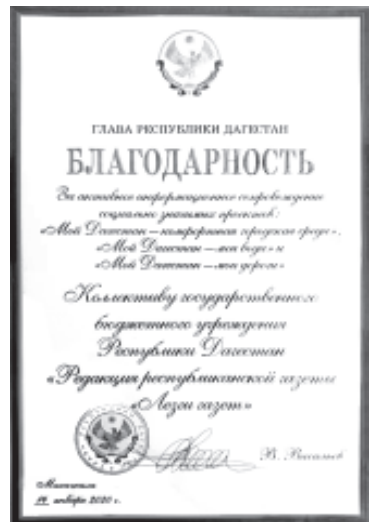 ГЛАВА РЕСПУБЛИКИ ДАГЕСТАН
БЛАГОДАРНОСТЬ
За активное информационное сопровождение
социально значимых проектов:
«Мой Дагестан – комфортная городская среда»,
«Мой Дагестан – моя вода» и
«Мой Дагестан – мои дороги»
Коллективу государственного
бюджетного учреждения
Республики Дагестан
«Редакция республиканской газеты
«Лезги газет»
В. Васильев
Махачкала
января 2020 г.